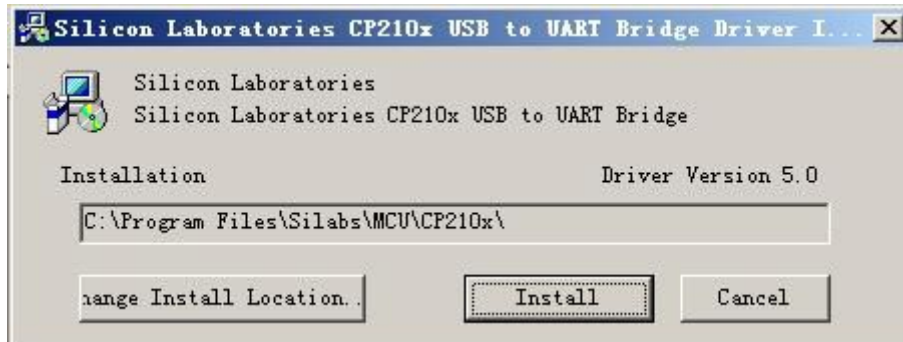 Silicon Laboratories CP210x USB to UART Bridge Driver I...
Silicon Laboratories
Silicon Laboratories CP210x USB to UART Bridge
Installation Driver Version 5.0
C:\Program Files\Silabs\MCU\CP210x\
hange Install Location..
Install Cancel